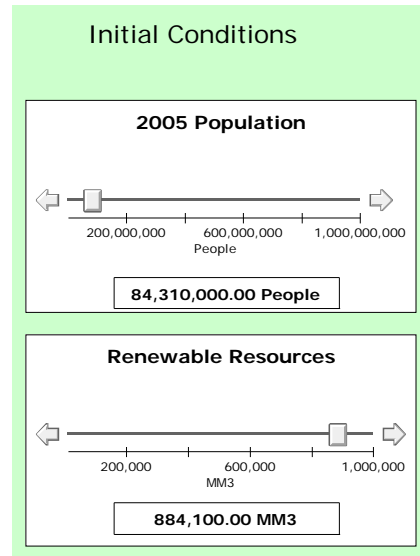 Initial Conditions
2005 Population
200,000,000 600,000,000 1,000,000,000
People
84,310,000.00 People
Renewable Resources
200,000 600,000 1,000,000
MM3
884,100.00 MM3